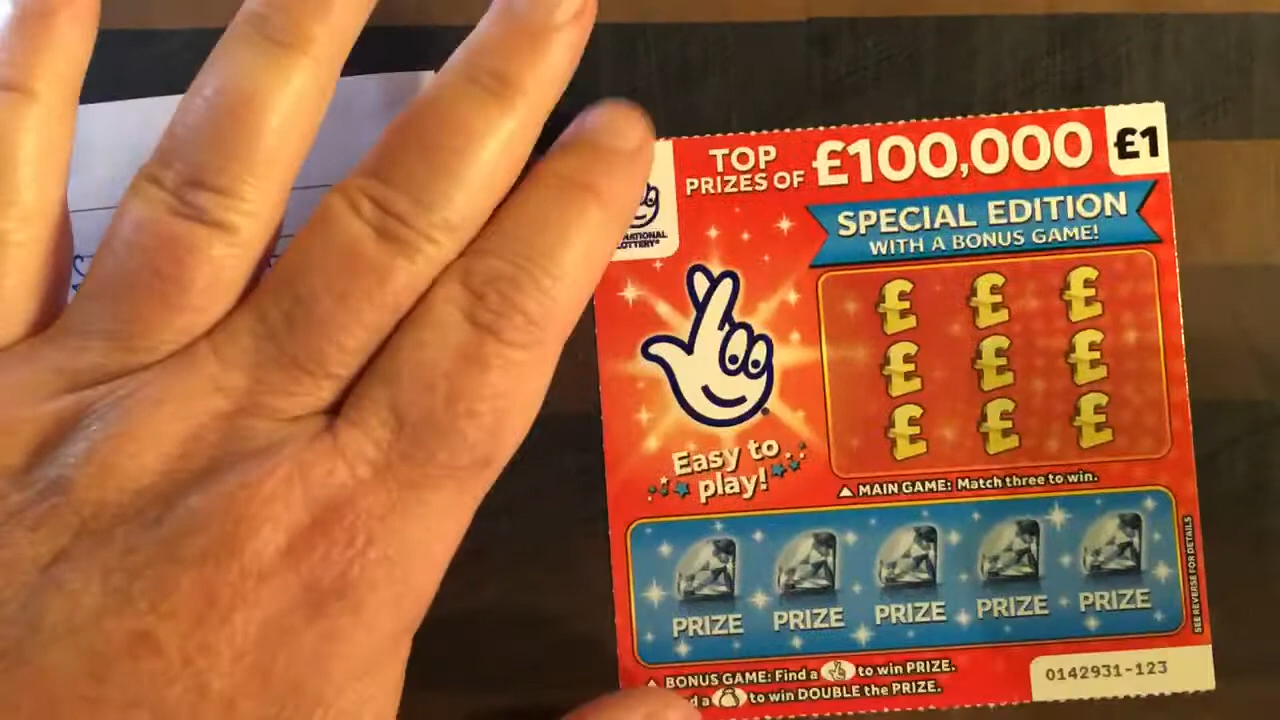 TOP
PRIZES OF £100,000
£1
NATIONAL
LOTTERY®
SPECIAL EDITION
WITH A BONUS GAME!
£ £ £
£ £ £
£ £ £
Easy to
play!
▲ MAIN GAME: Match three to win.
PRIZE PRIZE PRIZE PRIZE PRIZE
SEE REVERSE FOR DETAILS
▲ BONUS GAME: Find a to win PRIZE.
d a to win DOUBLE the PRIZE.
0142931-123